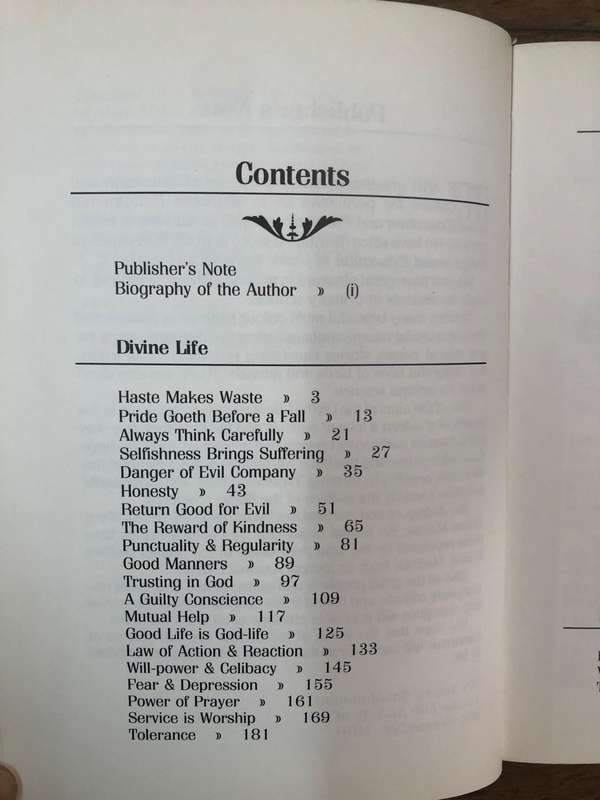 Contents
Publisher's Note
Biography of the Author » (i)
Divine Life
Haste Makes Waste » 3
Pride Goeth Before a Fall » 13
Always Think Carefully » 21
Selfishness Brings Suffering » 27
Danger of Evil Company » 35
Honesty » 43
Return Good for Evil » 51
The Reward of Kindness » 65
Punctuality & Regularity » 81
Good Manners » 89
Trusting in God » 97
A Guilty Conscience » 109
Mutual Help » 117
Good Life is God-life » 125
Law of Action & Reaction » 133
Will-power & Celibacy » 145
Fear & Depression » 155
Power of Prayer » 161
Service is Worship » 169
Tolerance » 181